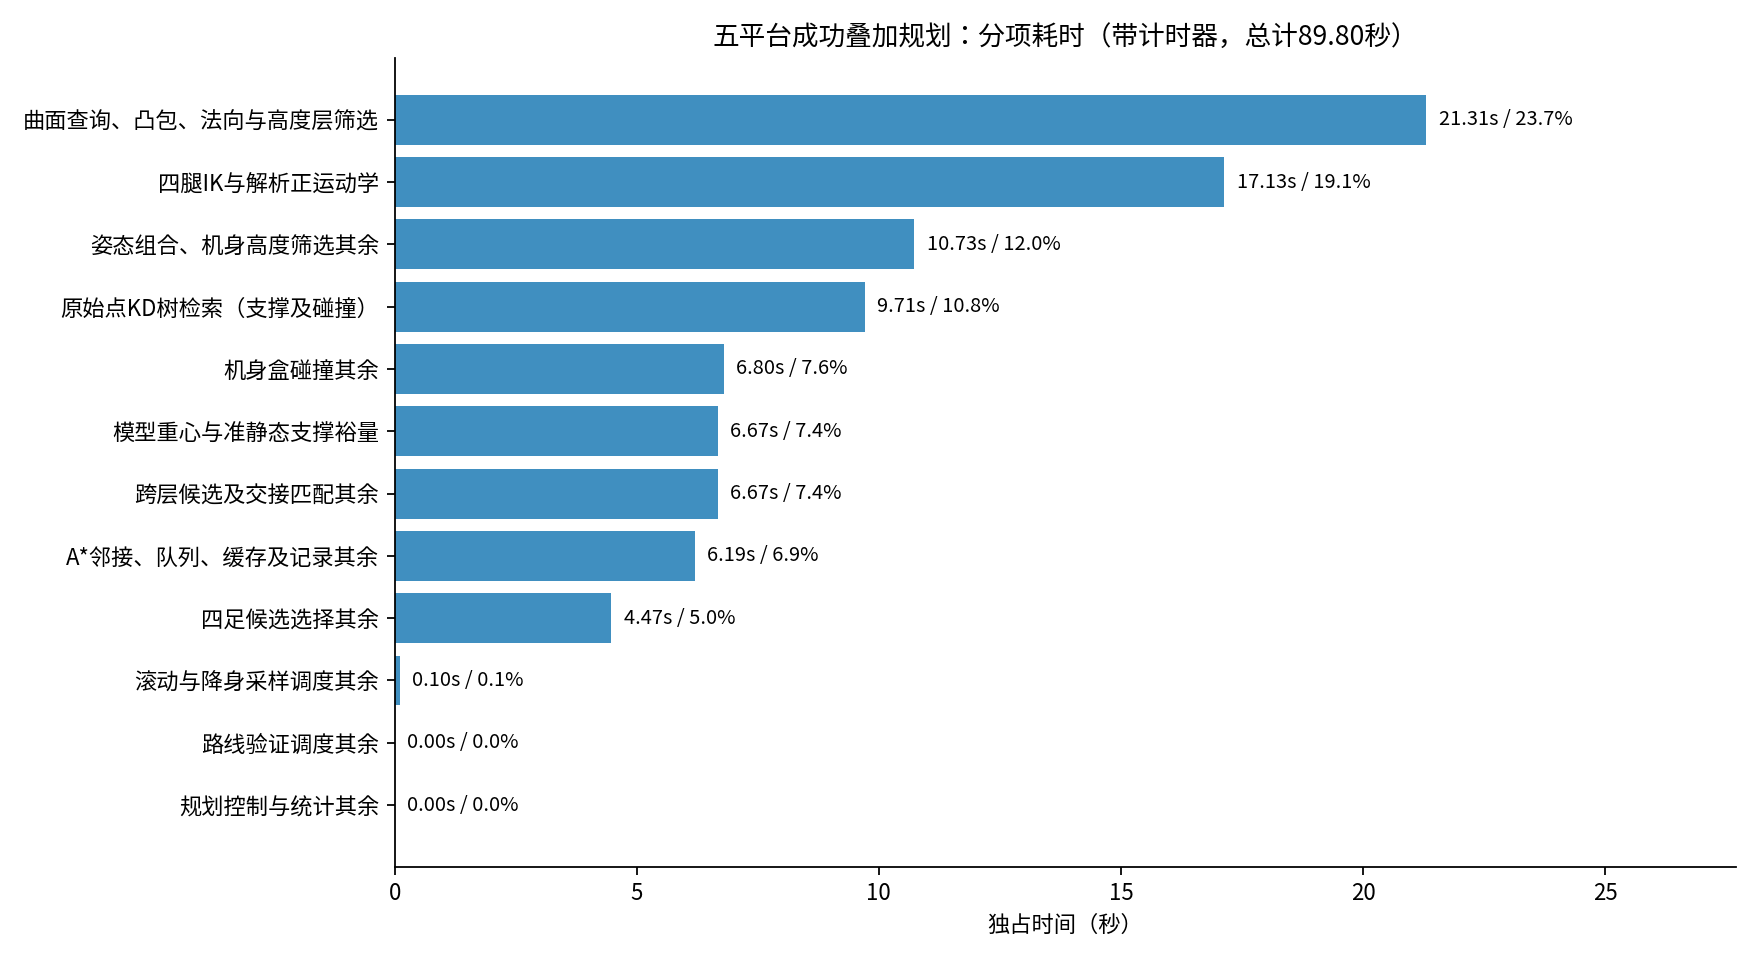 五平台成功叠加规划：分项耗时（带计时器，总计89.80秒）
曲面查询、凸包、法向与高度层筛选 21.31s / 23.7%
四腿IK与解析正运动学 17.13s / 19.1%
姿态组合、机身高度筛选其余 10.73s / 12.0%
原始点KD树检索（支撑及碰撞） 9.71s / 10.8%
机身盒碰撞其余 6.80s / 7.6%
模型重心与准静态支撑裕量 6.67s / 7.4%
跨层候选及交接匹配其余 6.67s / 7.4%
A*邻接、队列、缓存及记录其余 6.19s / 6.9%
四足候选选择其余 4.47s / 5.0%
滚动与降身采样调度其余 0.10s / 0.1%
路线验证调度其余 0.00s / 0.0%
规划控制与统计其余 0.00s / 0.0%
0 5 10 15 20 25
独占时间（秒）